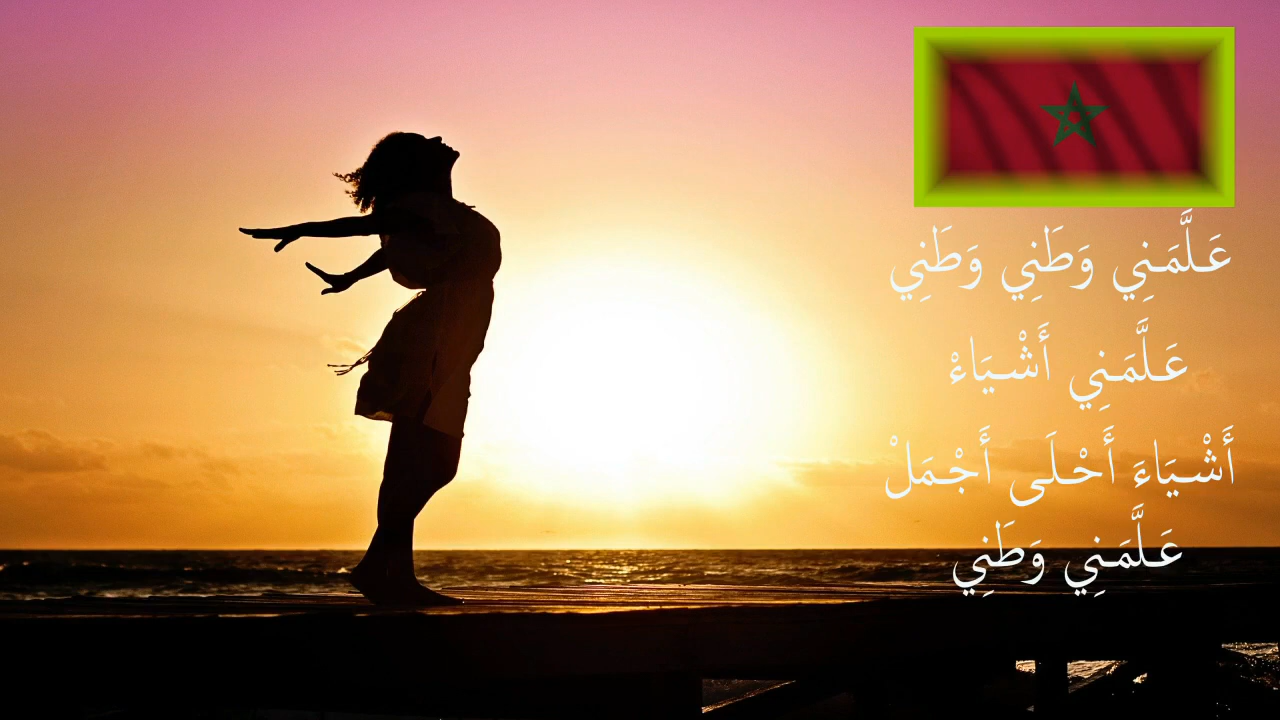 عَلَّمَنِي وَطَنِي وَطَنِي
عَلَّمَنِي أَشْيَاءْ
أَشْيَاءَ أَحْلَى أَجْمَلْ
عَلَّمَنِي وَطَنِي